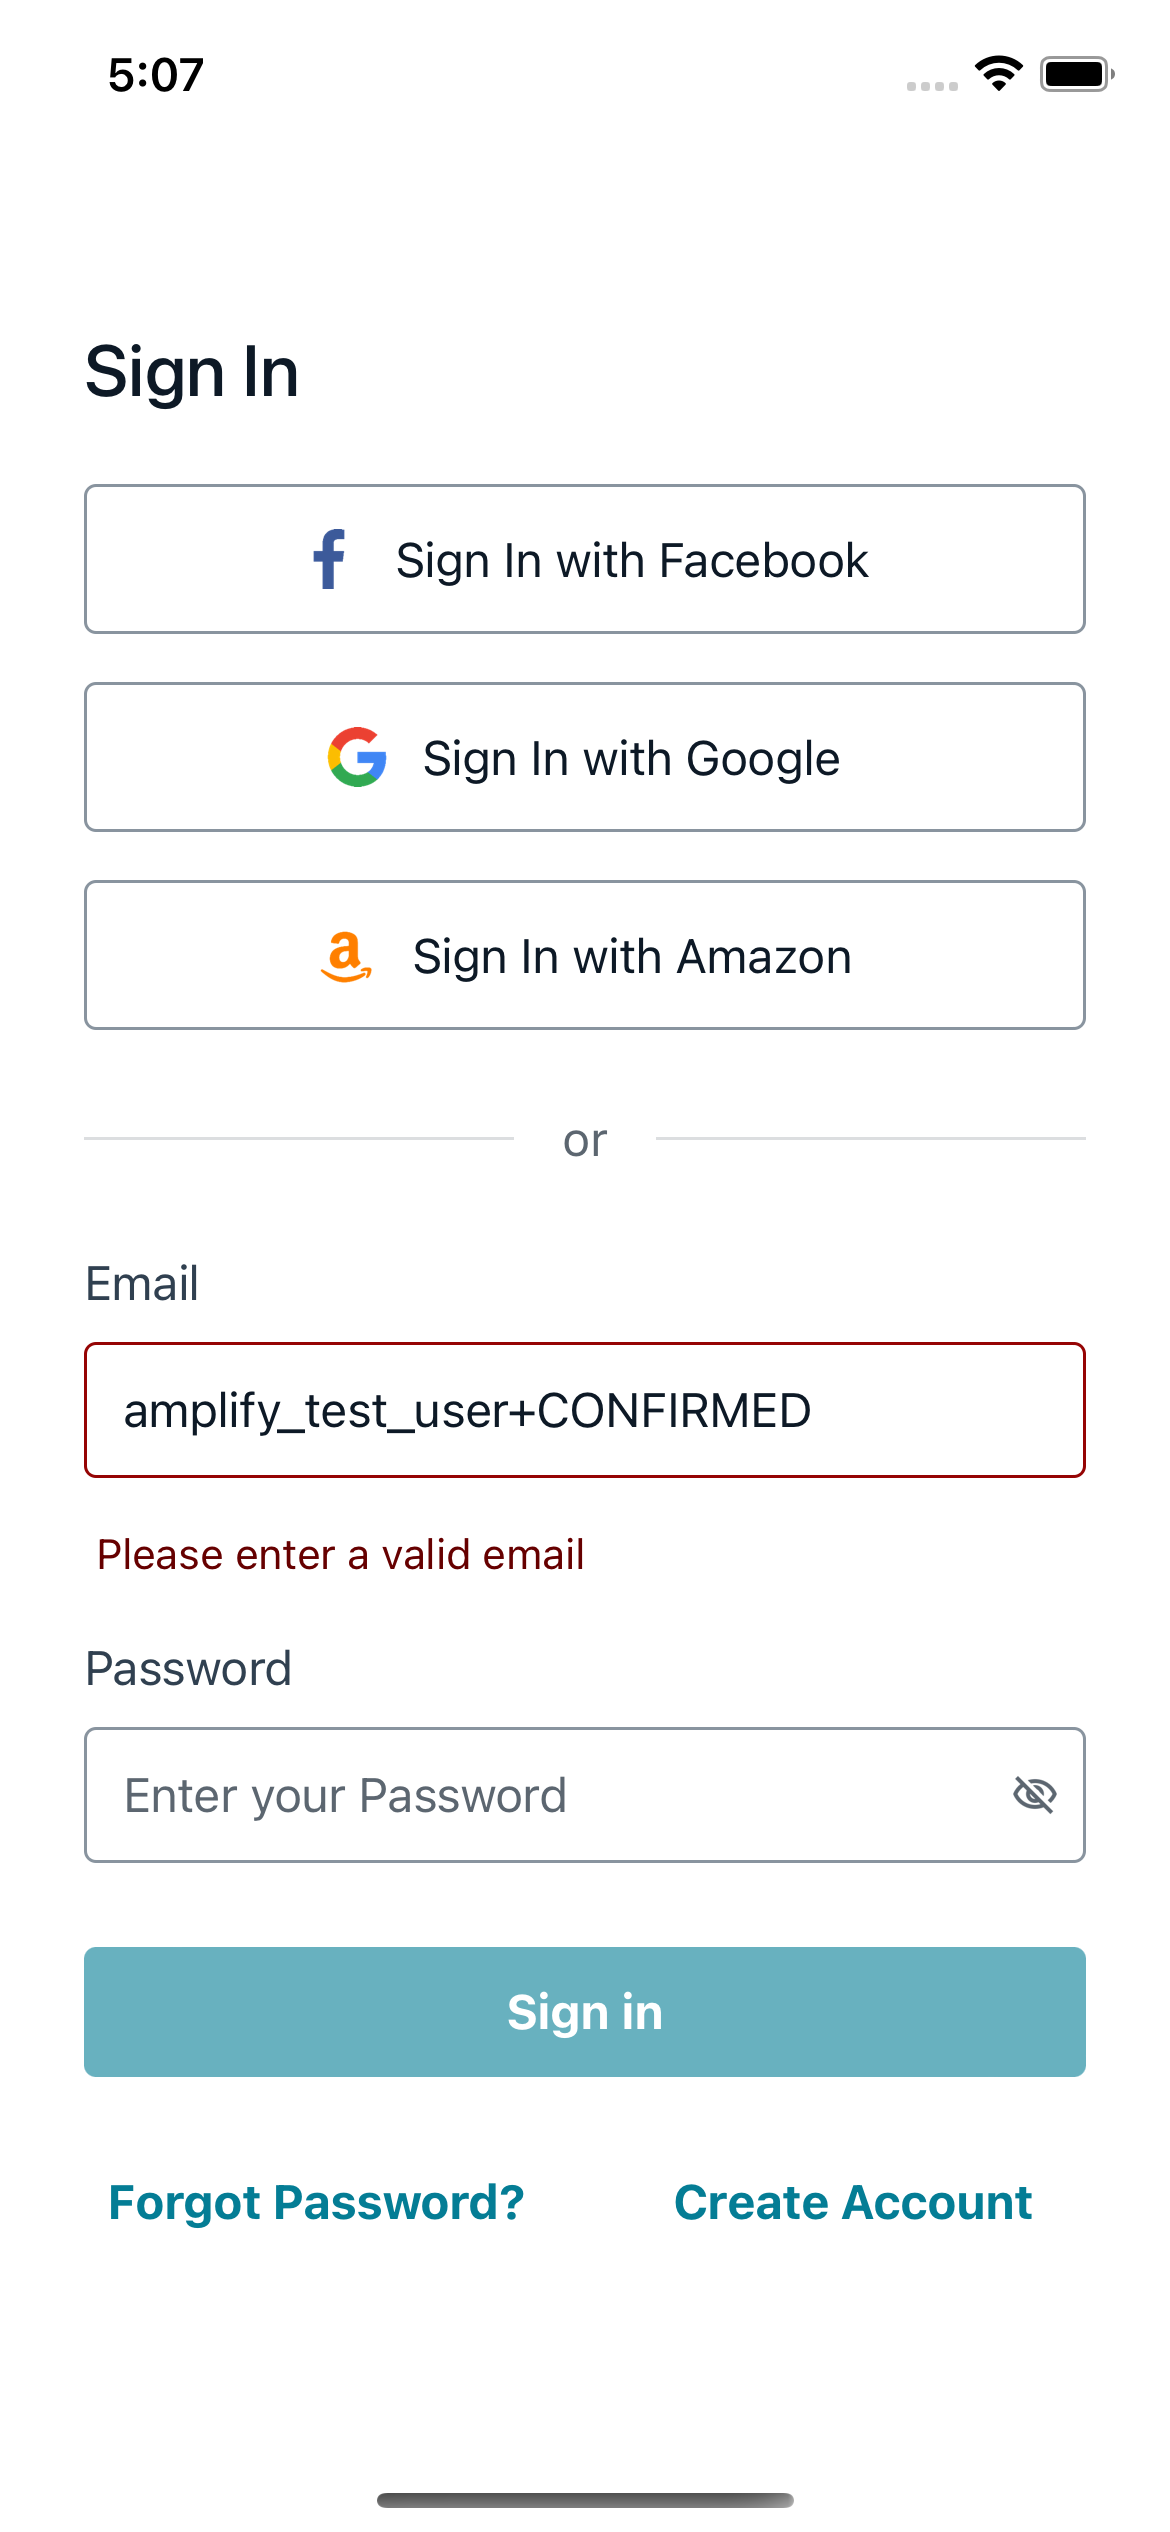 5:07
Sign In
Sign In with Facebook
Sign In with Google
Sign In with Amazon
or
Email
amplify_test_user+CONFIRMED
Please enter a valid email
Password
Enter your Password
Sign in
Forgot Password? Create Account